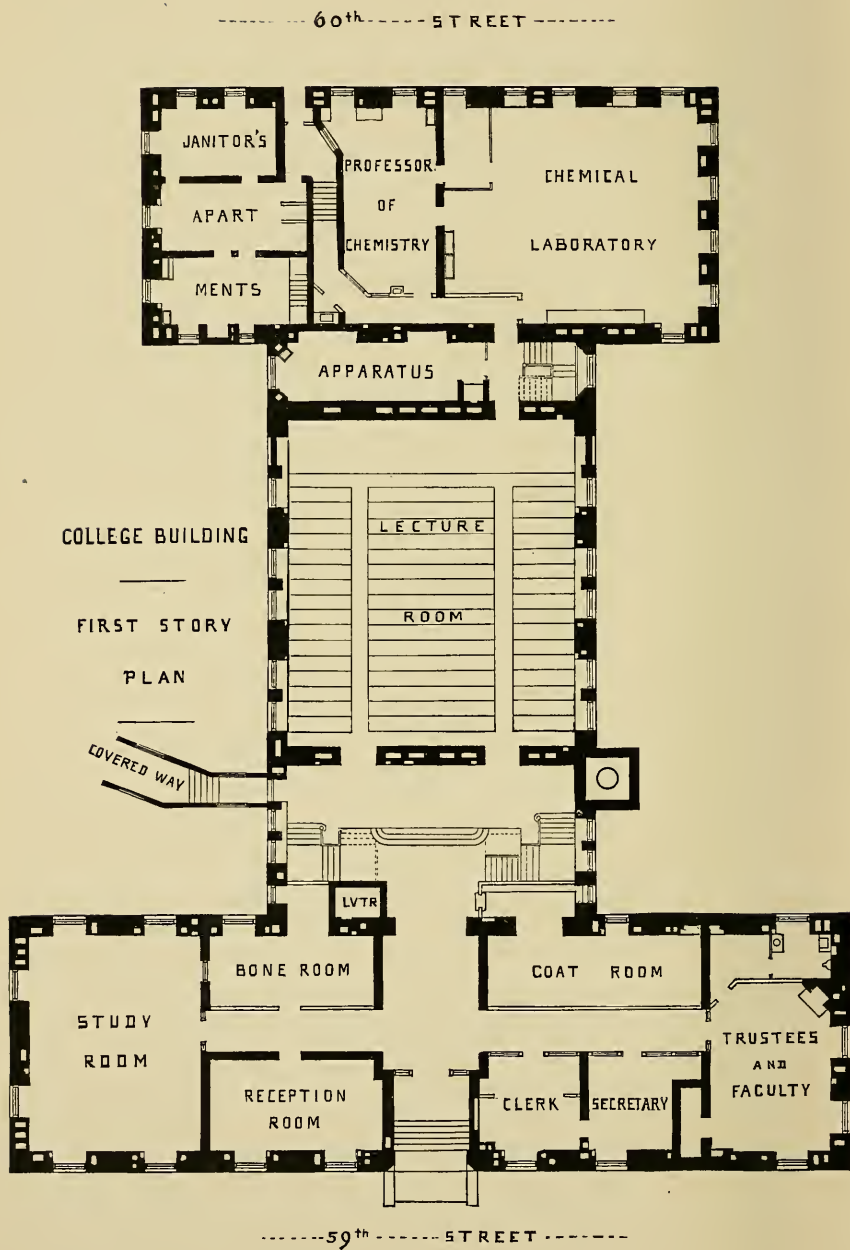 60th STREET
JANITOR'S
APART
MENTS
PROFESSOR
OF
CHEMISTRY
CHEMICAL
LABORATORY
APPARATUS
LECTURE
ROOM
COLLEGE BUILDING
FIRST STORY
PLAN
COVERED WAY
LVTR
BONE ROOM
COAT ROOM
STUDY
ROOM
TRUSTEES
AND
FACULTY
RECEPTION
ROOM
CLERK
SECRETARY
59th STREET